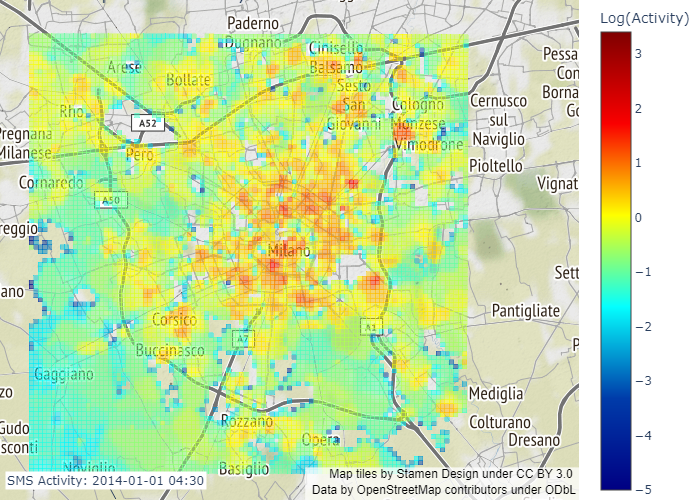 Log(Activity)
3
2
1
0
−1
−2
−3
−4
−5
Paderno
Dugnano
Cinisello
Balsamo
Arese
Bollate
Sesto
San
Giovanni
Rho
Cologno
Monzese
Vimodrone
Cernusco
sul
Naviglio
Pessa
Borna
A52
Pregnana
Milanese
Pero
Pioltello
Cornaredo
Vignat
A50
reggio
Milano
ano
Sett
Pantigliate
Corsico
A7
A1
Buccinasco
Gaggiano
Mediglia
Colturano
Dresano
Rozzano
Opera
Gudo
sconti
Noviglio
Basiglio
SMS Activity: 2014-01-01 04:30
Map tiles by Stamen Design under CC BY 3.0
Data by OpenStreetMap contributors under ODbL